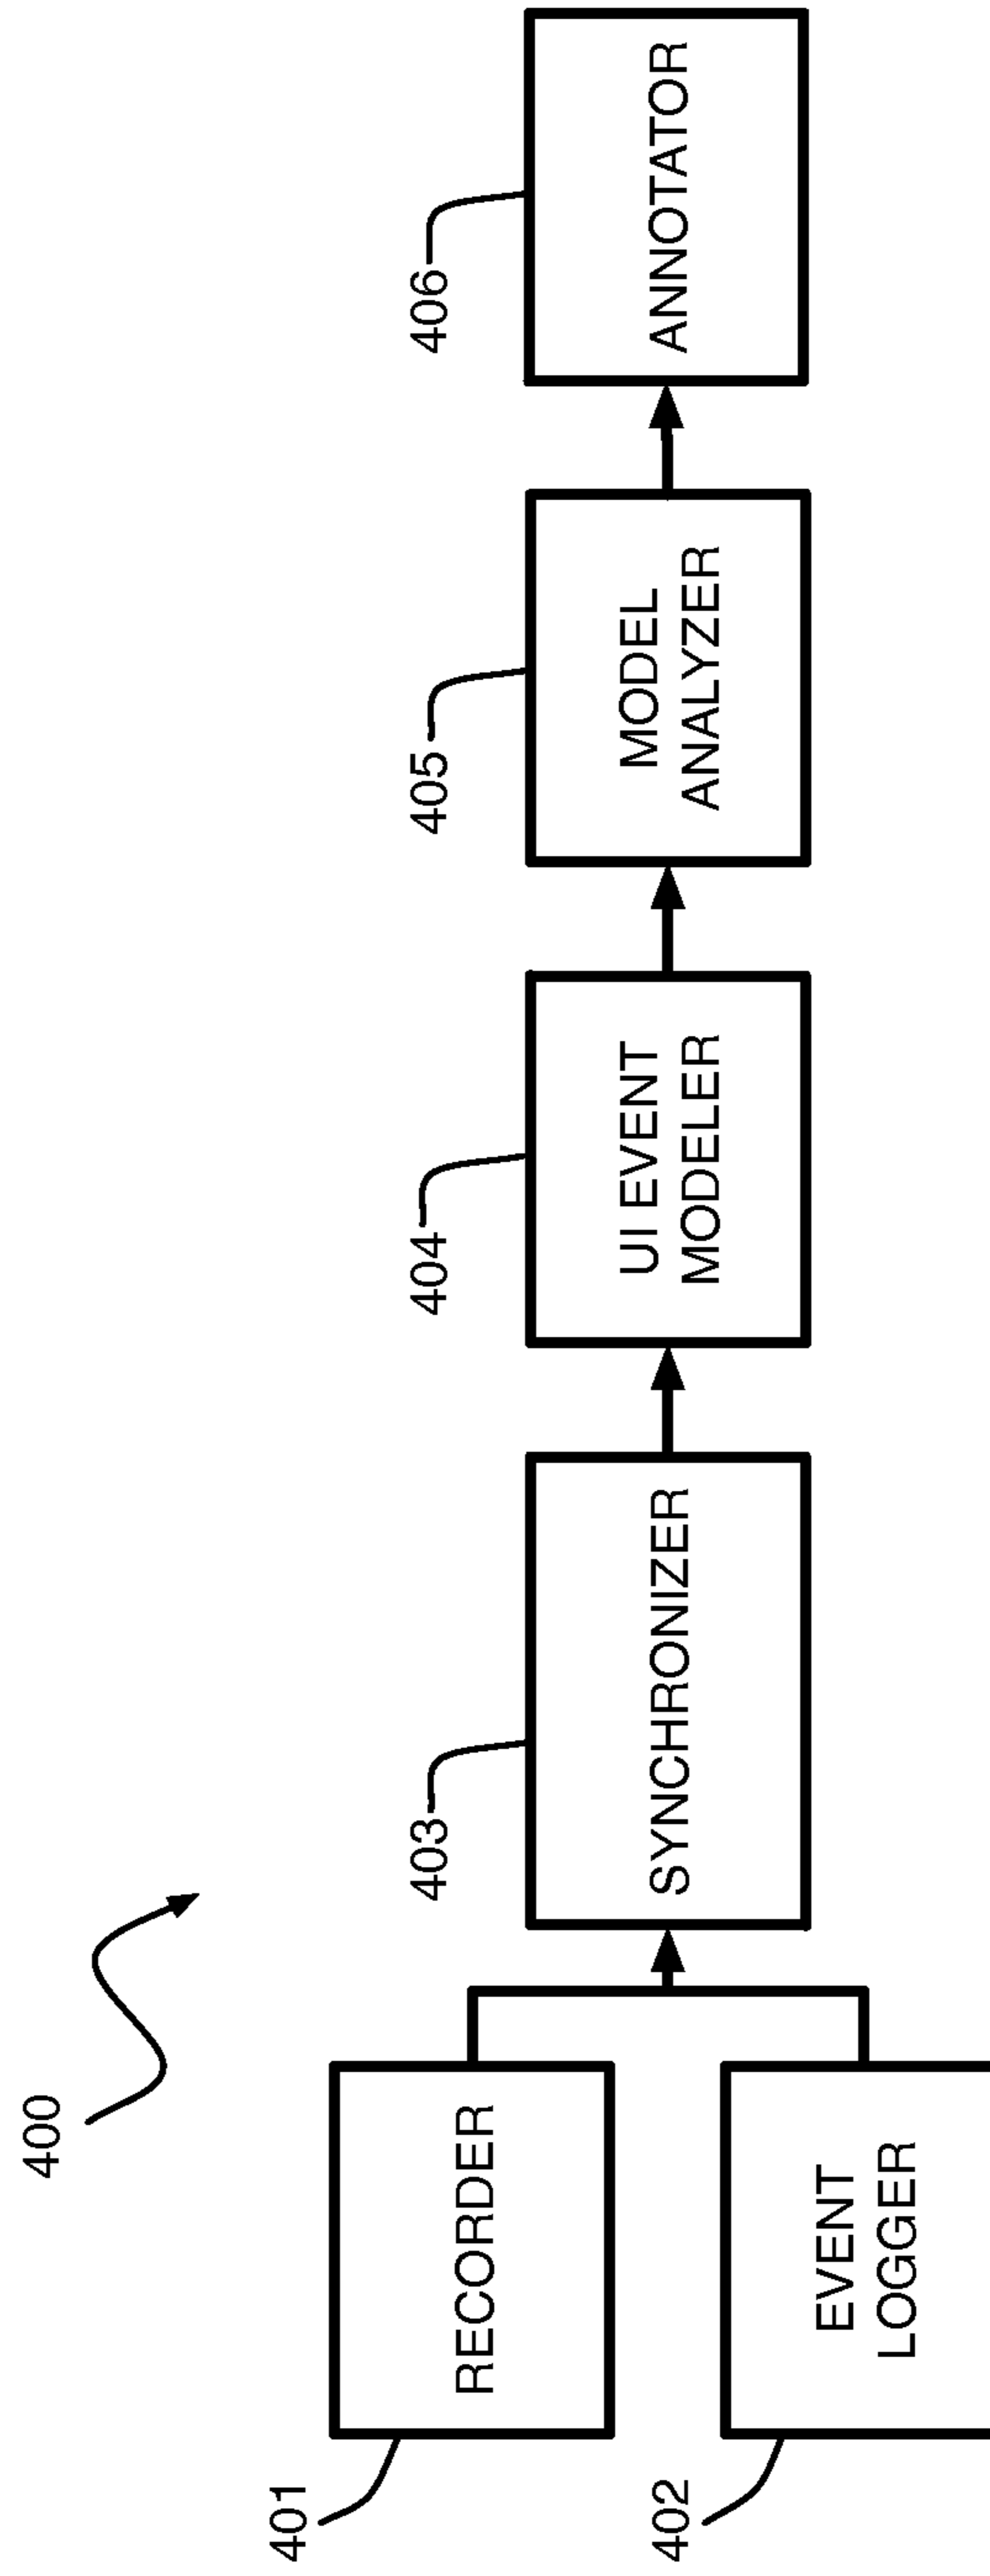 400
401
RECORDER
402
EVENT
LOGGER
403
SYNCHRONIZER
404
UI EVENT
MODELER
405
MODEL
ANALYZER
406
ANNOTATOR